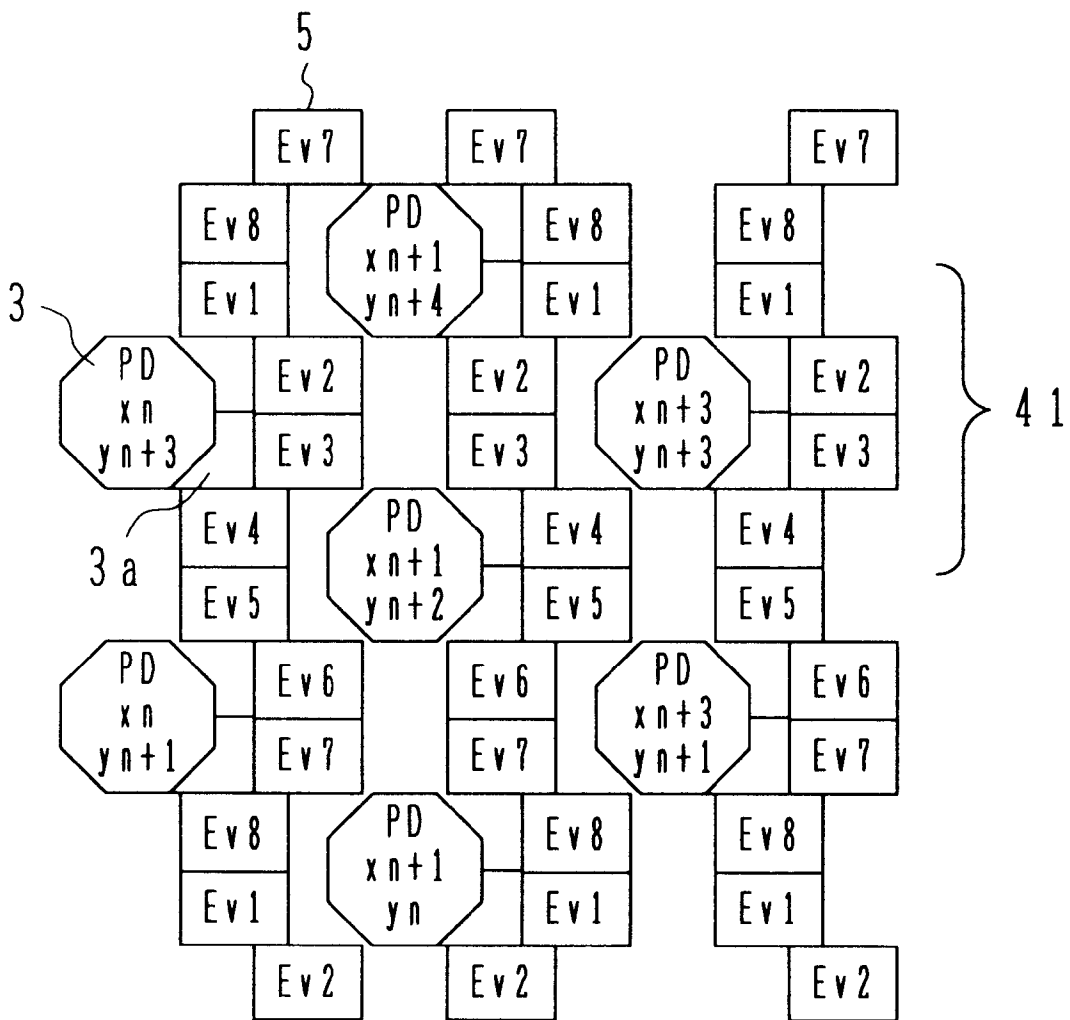 5
Ev7 Ev7 Ev7
Ev8 PD Ev8 Ev8
xn+1
Ev1 yn+4 Ev1 Ev1
3
PD Ev2 Ev2 PD Ev2
xn xn+3 41
yn+3 Ev3 Ev3 yn+3 Ev3
3a
Ev4 PD Ev4 Ev4
xn+1
Ev5 yn+2 Ev5 Ev5
PD Ev6 Ev6 PD Ev6
xn xn+3
yn+1 Ev7 Ev7 yn+1 Ev7
Ev8 PD Ev8 Ev8
xn+1
Ev1 yn Ev1 Ev1
Ev2 Ev2 Ev2